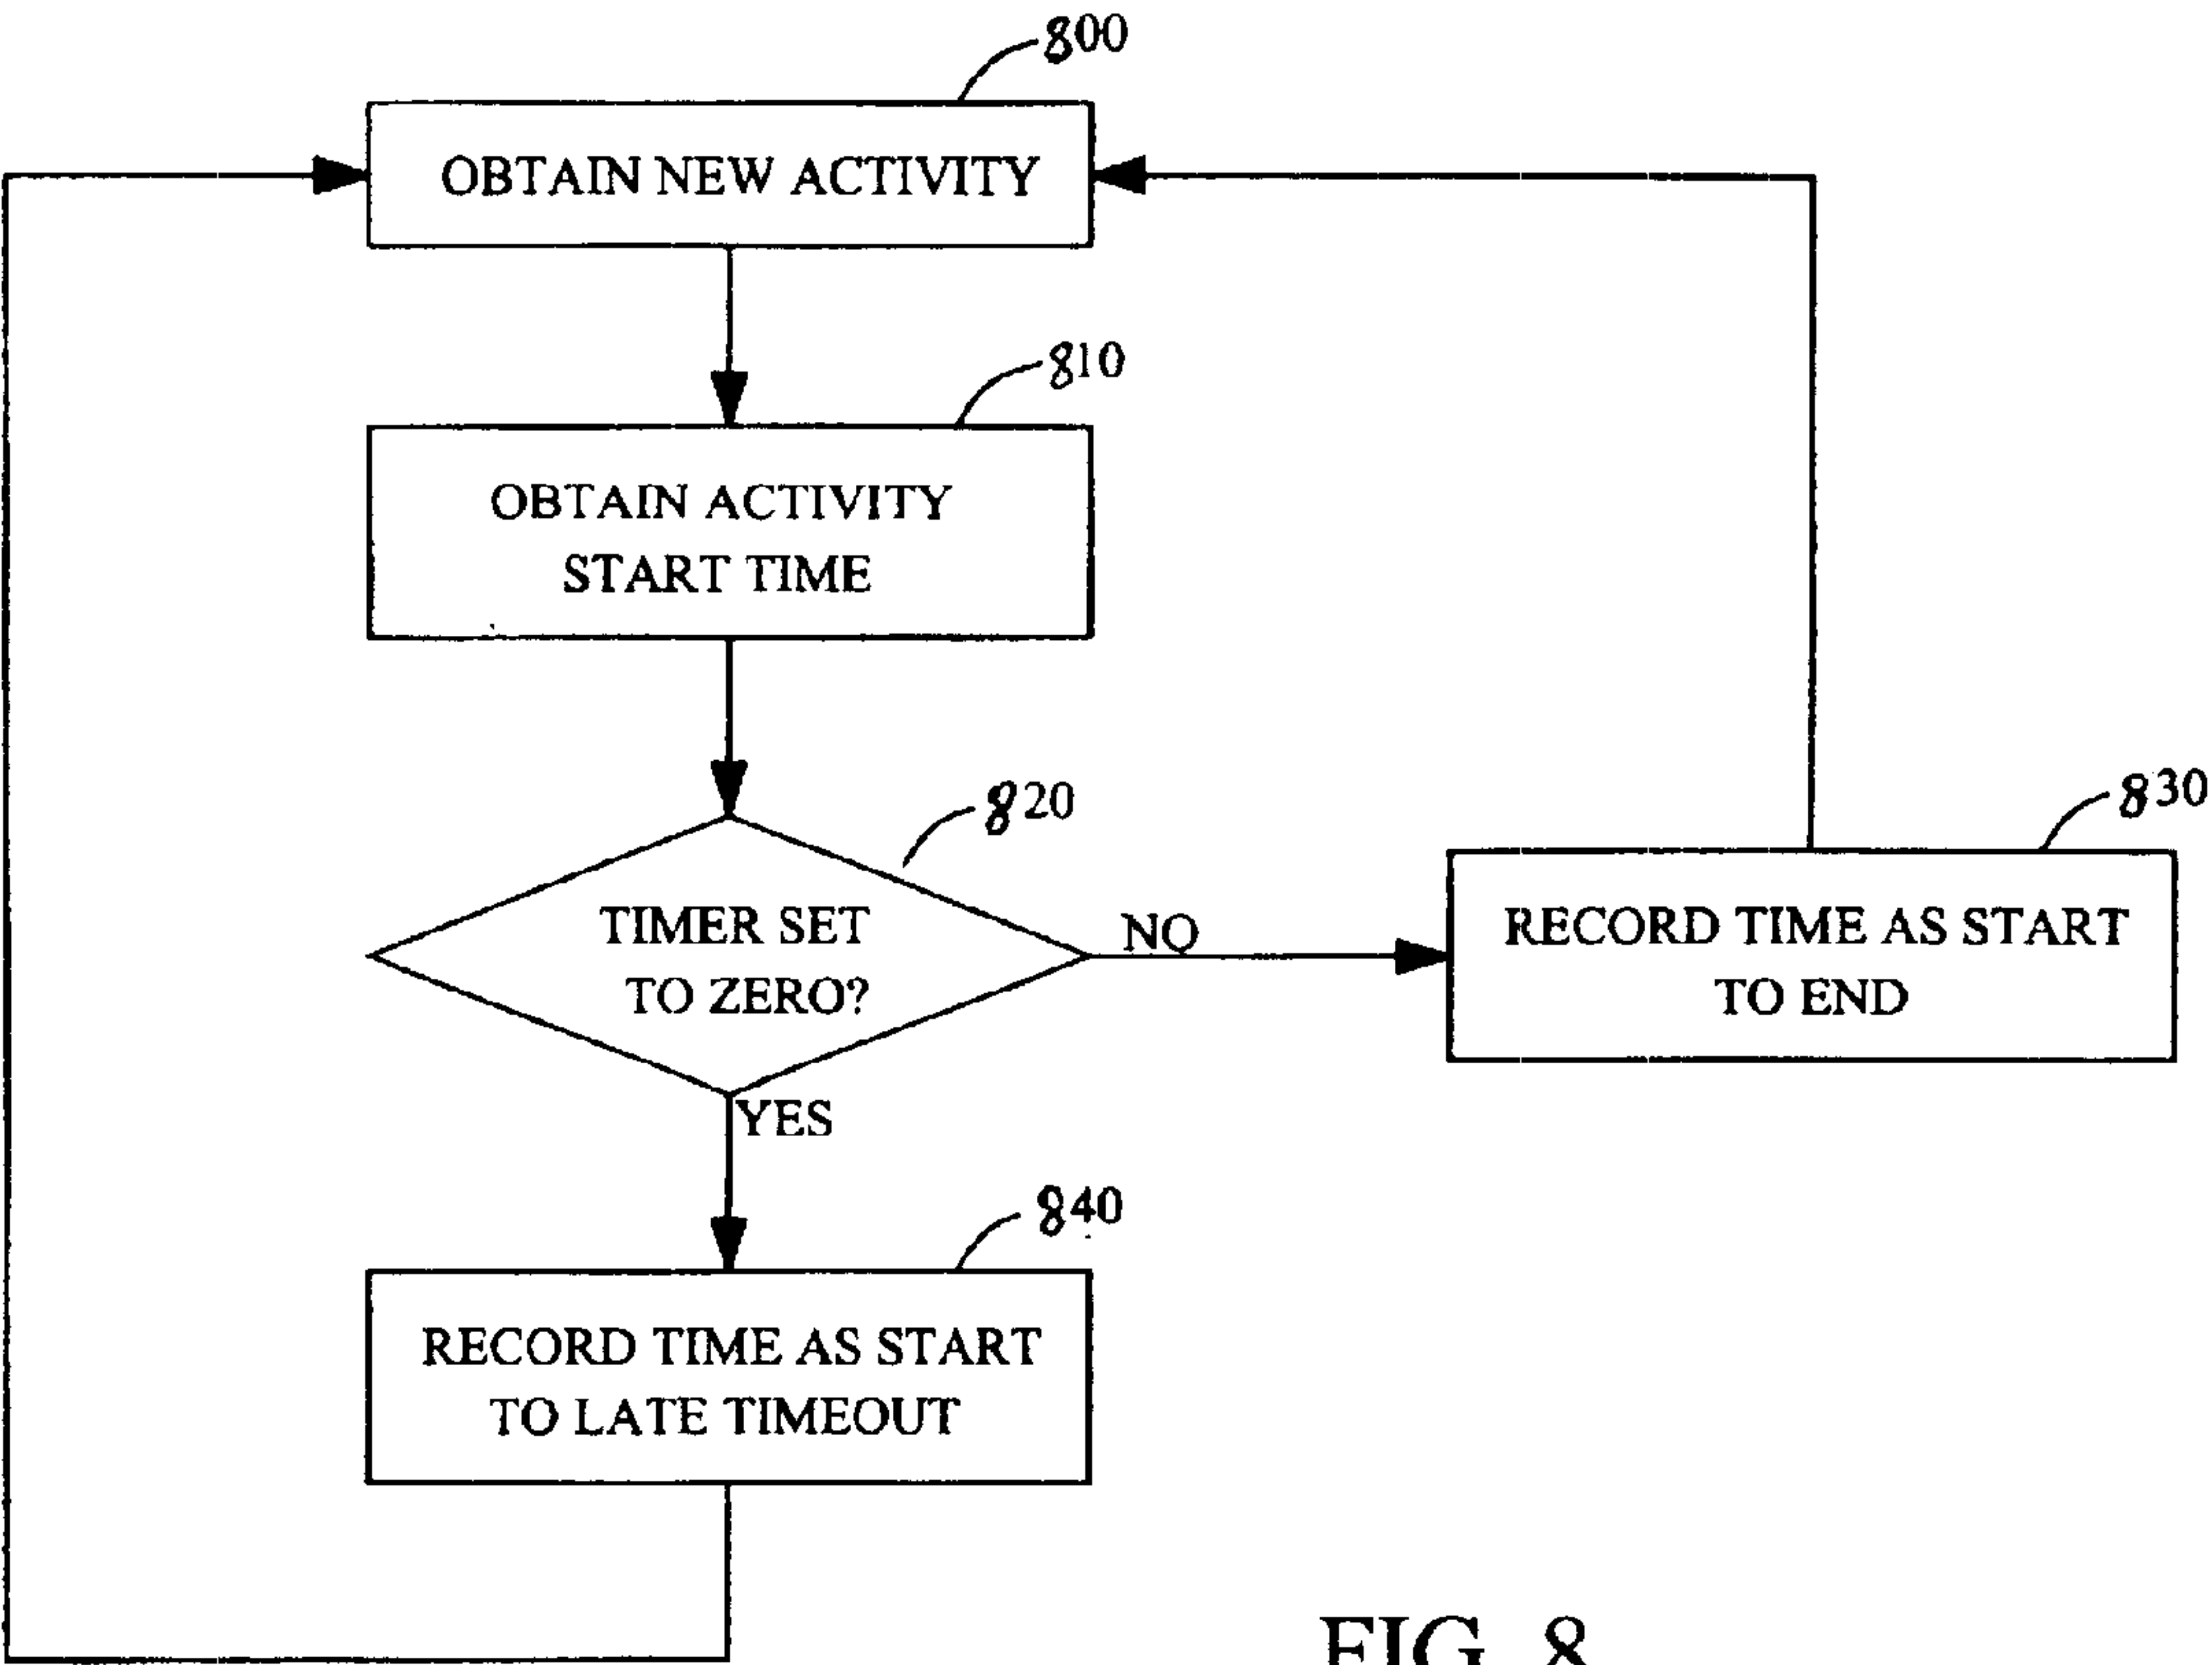 800
OBTAIN NEW ACTIVITY
810
OBTAIN ACTIVITY
START TIME
820
TIMER SET
TO ZERO?
NO
830
RECORD TIME AS START
TO END
YES
840
RECORD TIME AS START
TO LATE TIMEOUT
FIG. 8